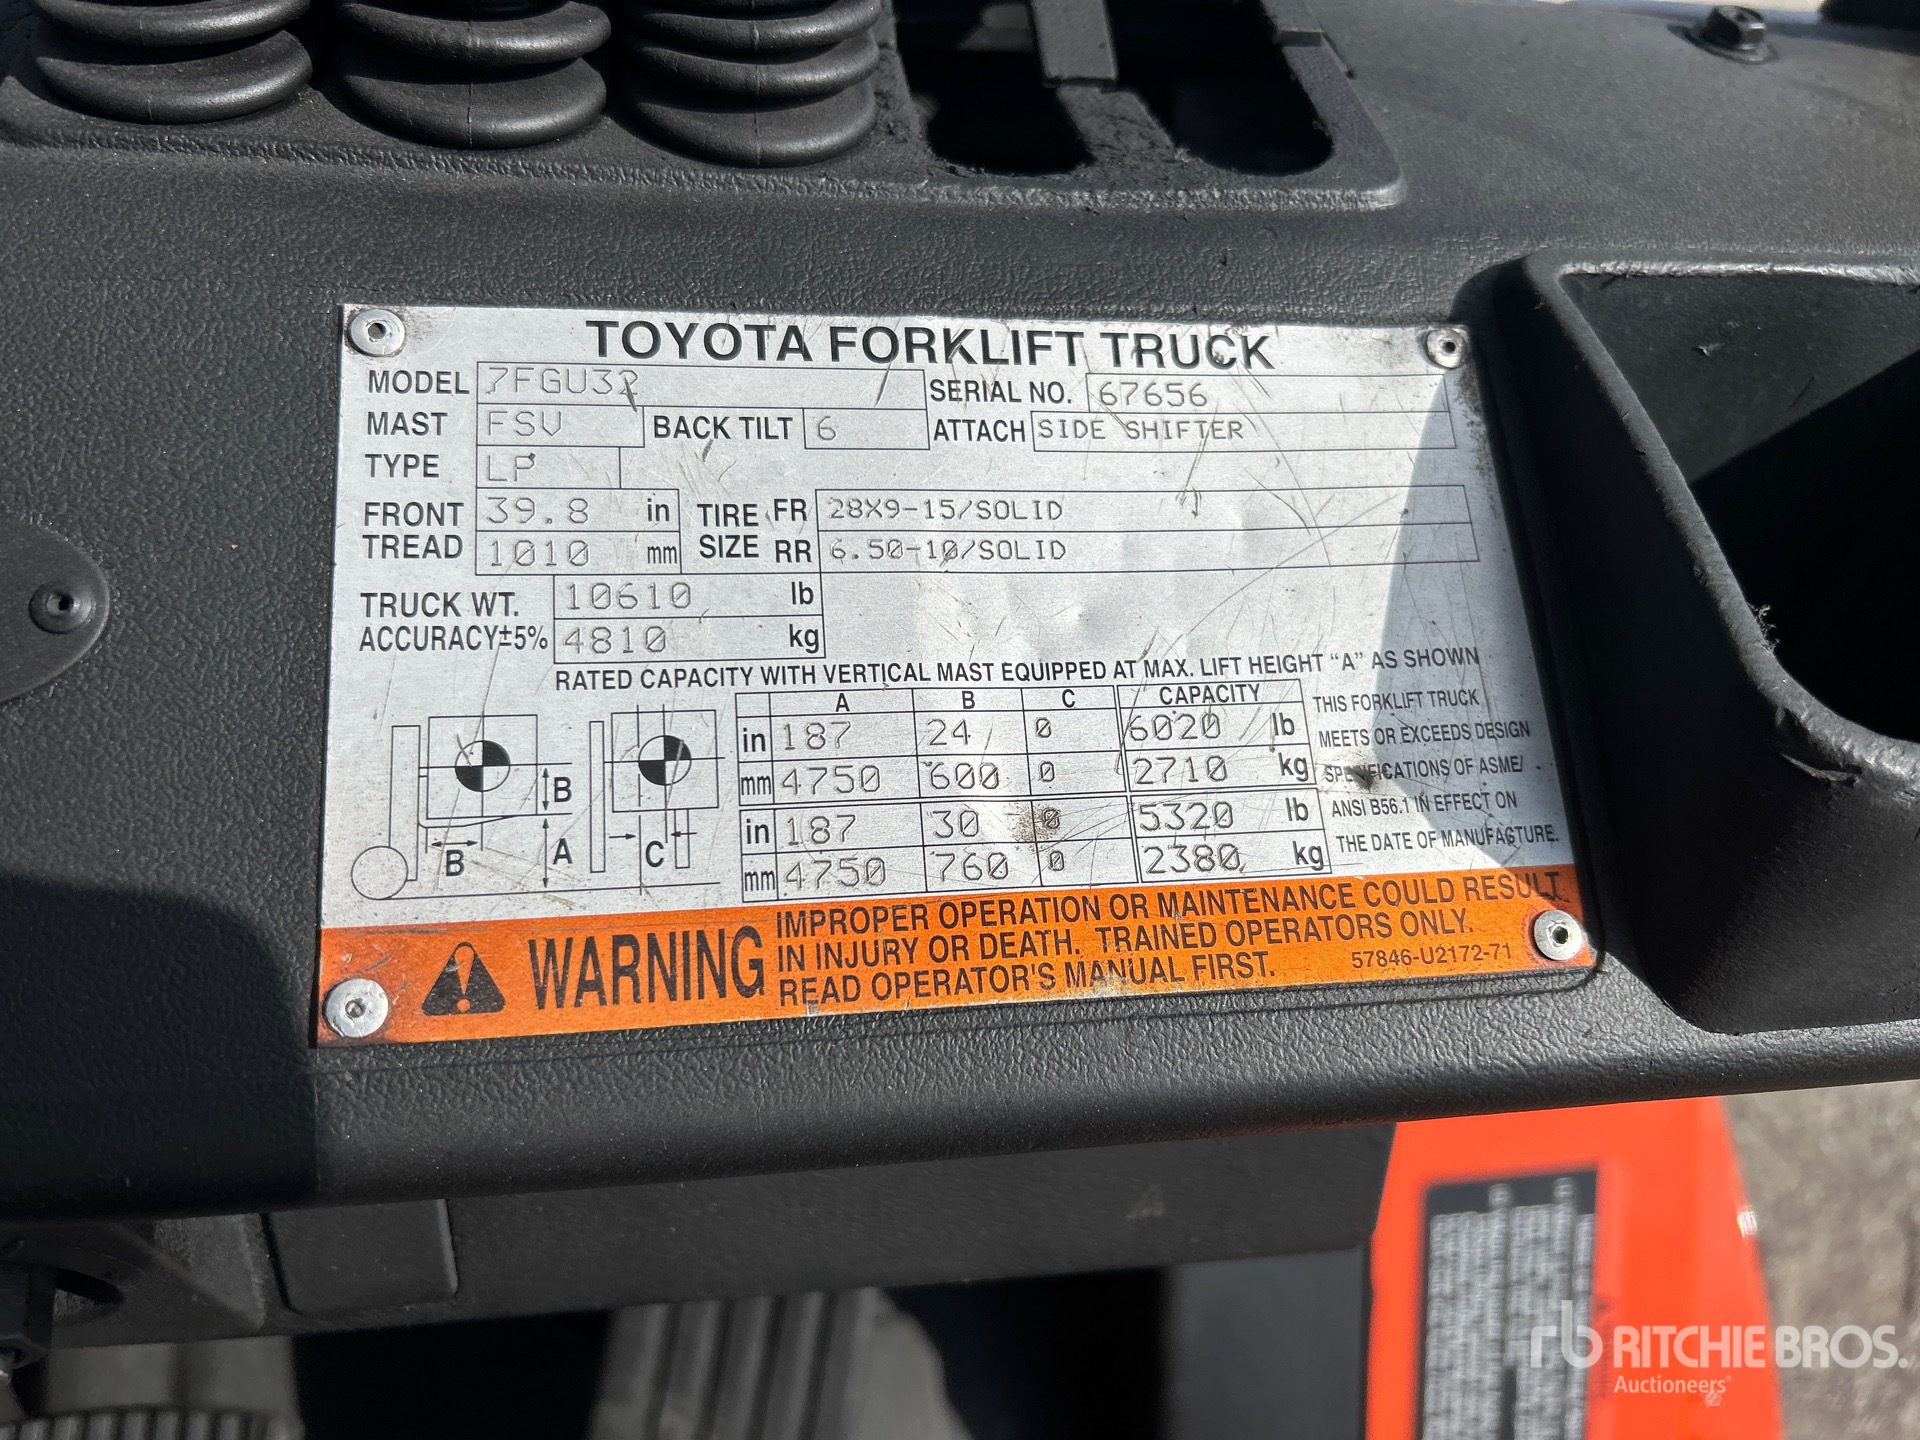 TOYOTA FORKLIFT TRUCK
MODEL 7FGU32 SERIAL NO. 67656
MAST FSV BACK TILT 6 ATTACH SIDE SHIFTER
TYPE LP
FRONT TREAD 39.8 in TIRE SIZE FR 28X9-15/SOLID
1010 mm RR 6.50-10/SOLID
TRUCK WT. 10610 lb
ACCURACY±5% 4810 kg
RATED CAPACITY WITH VERTICAL MAST EQUIPPED AT MAX. LIFT HEIGHT "A" AS SHOWN
A B C CAPACITY
in 187 24 0 6020 lb
mm 4750 600 0 2710 kg
in 187 30 0 5320 lb
mm 4750 760 0 2380 kg
B
B A C
THIS FORKLIFT TRUCK
MEETS OR EXCEEDS DESIGN
SPECIFICATIONS OF ASME/
ANSI B56.1 IN EFFECT ON
THE DATE OF MANUFACTURE.
WARNING
IMPROPER OPERATION OR MAINTENANCE COULD RESULT
IN INJURY OR DEATH. TRAINED OPERATORS ONLY.
READ OPERATOR'S MANUAL FIRST. 57846-U2172-71
rb RITCHIE BROS.
Auctioneers